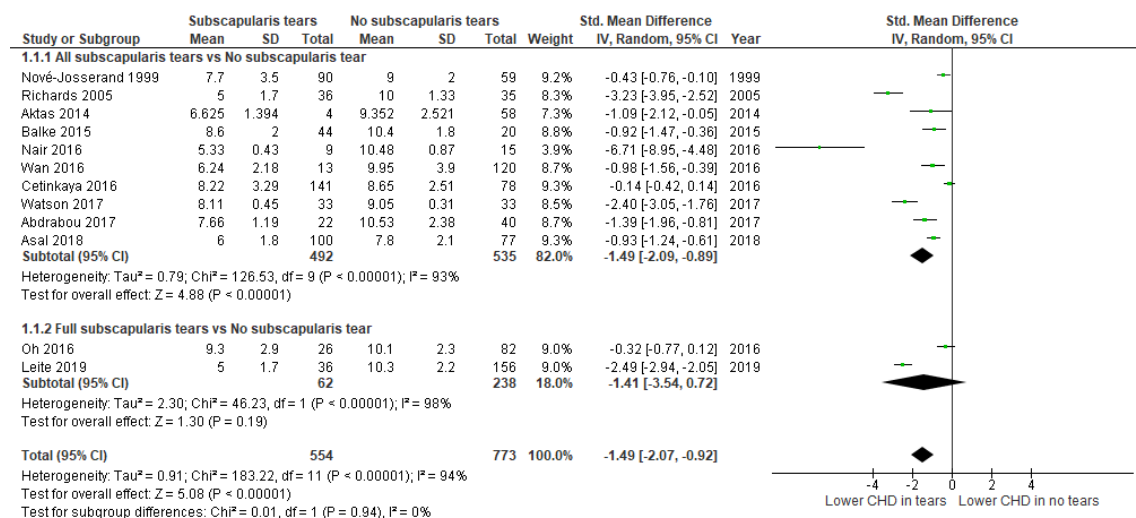 Subscapularis tears No subscapularis tears Std. Mean Difference Std. Mean Difference
Study or Subgroup Mean SD Total Mean SD Total Weight IV, Random, 95% CI Year IV, Random, 95% CI
1.1.1 All subscapularis tears vs No subscapularis tear
Nové-Josserand 1999 7.7 3.5 90 9 2 59 9.2% -0.43 [-0.76, -0.10] 1999
Richards 2005 5 1.7 36 10 1.33 35 8.3% -3.23 [-3.95, -2.52] 2005
Aktas 2014 6.625 1.394 4 9.352 2.521 58 7.3% -1.09 [-2.12, -0.05] 2014
Balke 2015 8.6 2 44 10.4 1.8 20 8.7% -0.92 [-1.47, -0.36] 2015
Nair 2016 5.33 0.43 9 10.48 0.87 15 3.9% -6.71 [-8.95, -4.48] 2016
Wan 2016 6.24 2.18 13 9.95 3.9 120 8.7% -0.98 [-1.56, -0.39] 2016
Cetinkaya 2016 8.22 3.29 141 8.65 2.51 78 9.3% -0.14 [-0.42, 0.14] 2016
Watson 2017 8.11 0.45 33 9.05 0.31 33 8.5% -2.40 [-3.05, -1.76] 2017
Abdrabou 2017 7.66 1.19 22 10.53 2.38 40 8.7% -1.39 [-1.96, -0.81] 2017
Asal 2018 6 1.8 100 7.8 2.1 77 9.2% -0.93 [-1.24, -0.61] 2018
Subtotal (95% CI) 492 535 82.0% -1.49 [-2.09, -0.89]
Heterogeneity: Tau² = 0.79; Chi² = 126.53, df = 9 (P < 0.00001); I² = 93%
Test for overall effect: Z = 4.88 (P < 0.00001)
1.1.2 Full subscapularis tears vs No subscapularis tear
Oh 2016 9.3 2.9 26 10.1 2.3 82 9.0% -0.32 [-0.77, 0.12] 2016
Leite 2019 5 1.7 36 10.3 2.2 156 9.0% -2.49 [-2.94, -2.05] 2019
Subtotal (95% CI) 62 238 18.0% -1.41 [-3.54, 0.72]
Heterogeneity: Tau² = 2.30; Chi² = 46.23, df = 1 (P < 0.00001); I² = 98%
Test for overall effect: Z = 1.30 (P = 0.19)
Total (95% CI) 554 773 100.0% -1.49 [-2.07, -0.92]
Heterogeneity: Tau² = 0.91; Chi² = 183.22, df = 11 (P < 0.00001); I² = 94%
Test for overall effect: Z = 5.08 (P < 0.00001)
Test for subgroup differences: Chi² = 0.01, df = 1 (P = 0.94), I² = 0%
-4 -2 0 2 4
Lower CHD in tears Lower CHD in no tears